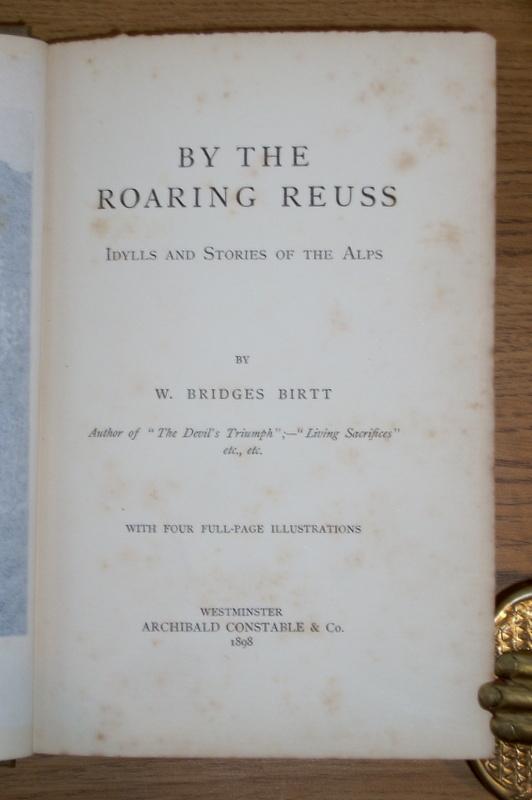 BY THE
ROARING REUSS
Idylls and Stories of the Alps
BY
W. BRIDGES BIRTT
Author of "The Devil's Triumph";—"Living Sacrifices"
etc., etc.
WITH FOUR FULL-PAGE ILLUSTRATIONS
WESTMINSTER
ARCHIBALD CONSTABLE & Co.
1898